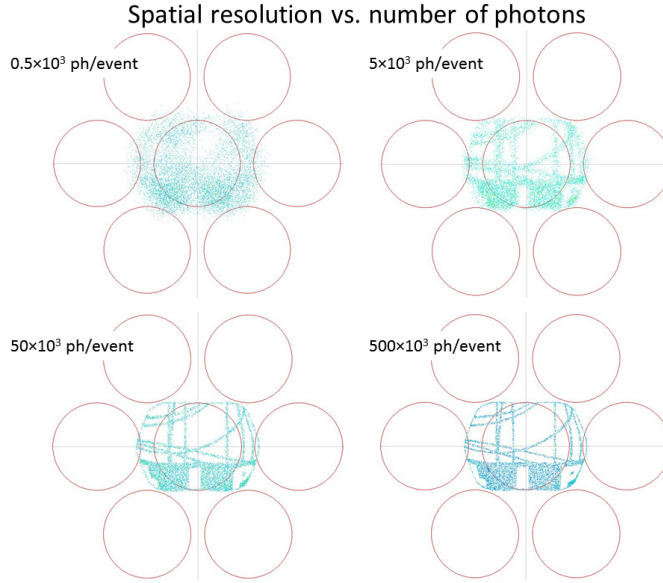 Spatial resolution vs. number of photons
0.5×10³ ph/event
5×10³ ph/event
50×10³ ph/event
500×10³ ph/event